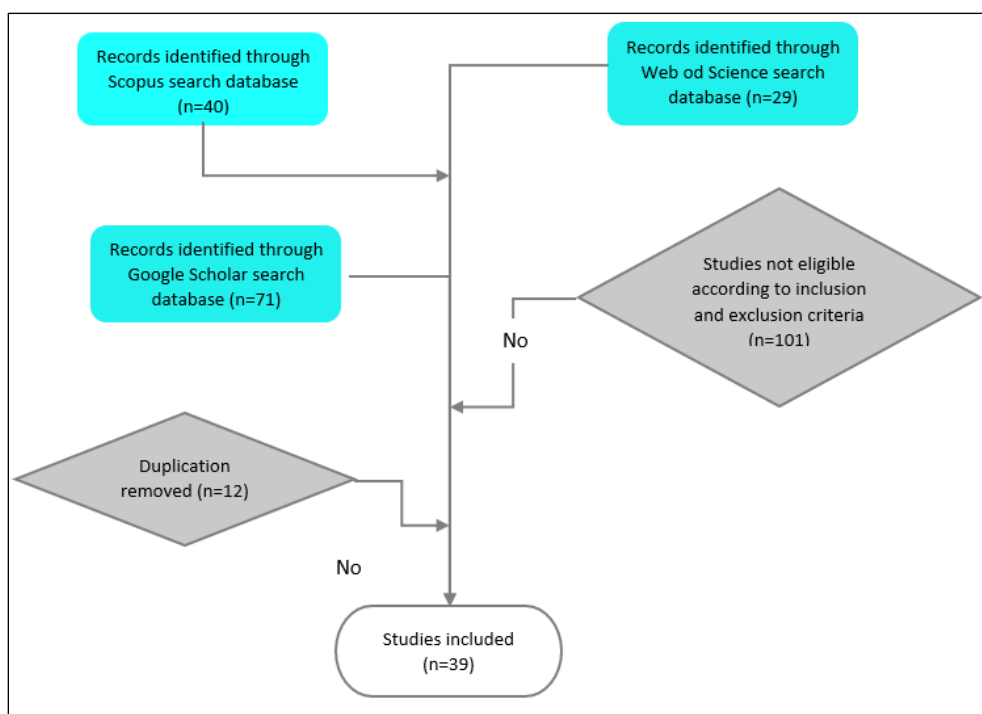 Records identified through
Scopus search database
(n=40)
Records identified through
Web od Science search
database (n=29)
Records identified through
Google Scholar search
database (n=71)
Studies not eligible
according to inclusion
and exclusion criteria
(n=101)
No
Duplication
removed (n=12)
No
Studies included
(n=39)